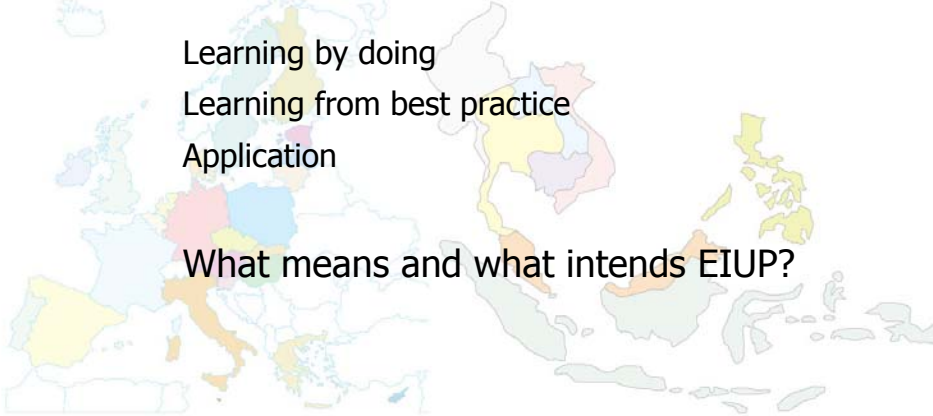 Learning by doing
Learning from best practice
Application
What means and what intends EIUP?